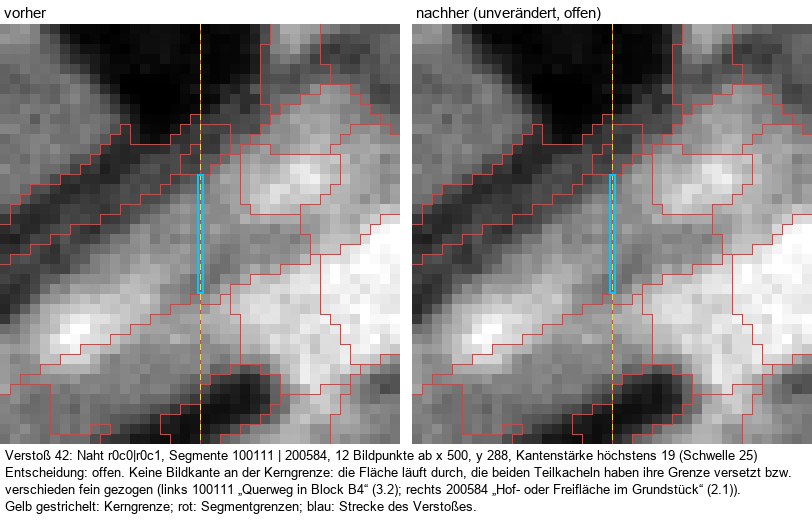 vorher
nachher (unverändert, offen)
Verstoß 42: Naht r0c0|r0c1, Segmente 100111 | 200584, 12 Bildpunkte ab x 500, y 288, Kantenstärke höchstens 19 (Schwelle 25)
Entscheidung: offen. Keine Bildkante an der Kerngrenze: die Fläche läuft durch, die beiden Teilkacheln haben ihre Grenze versetzt bzw.
verschieden fein gezogen (links 100111 „Querweg in Block B4“ (3.2); rechts 200584 „Hof- oder Freifläche im Grundstück“ (2.1)).
Gelb gestrichelt: Kerngrenze; rot: Segmentgrenzen; blau: Strecke des Verstoßes.